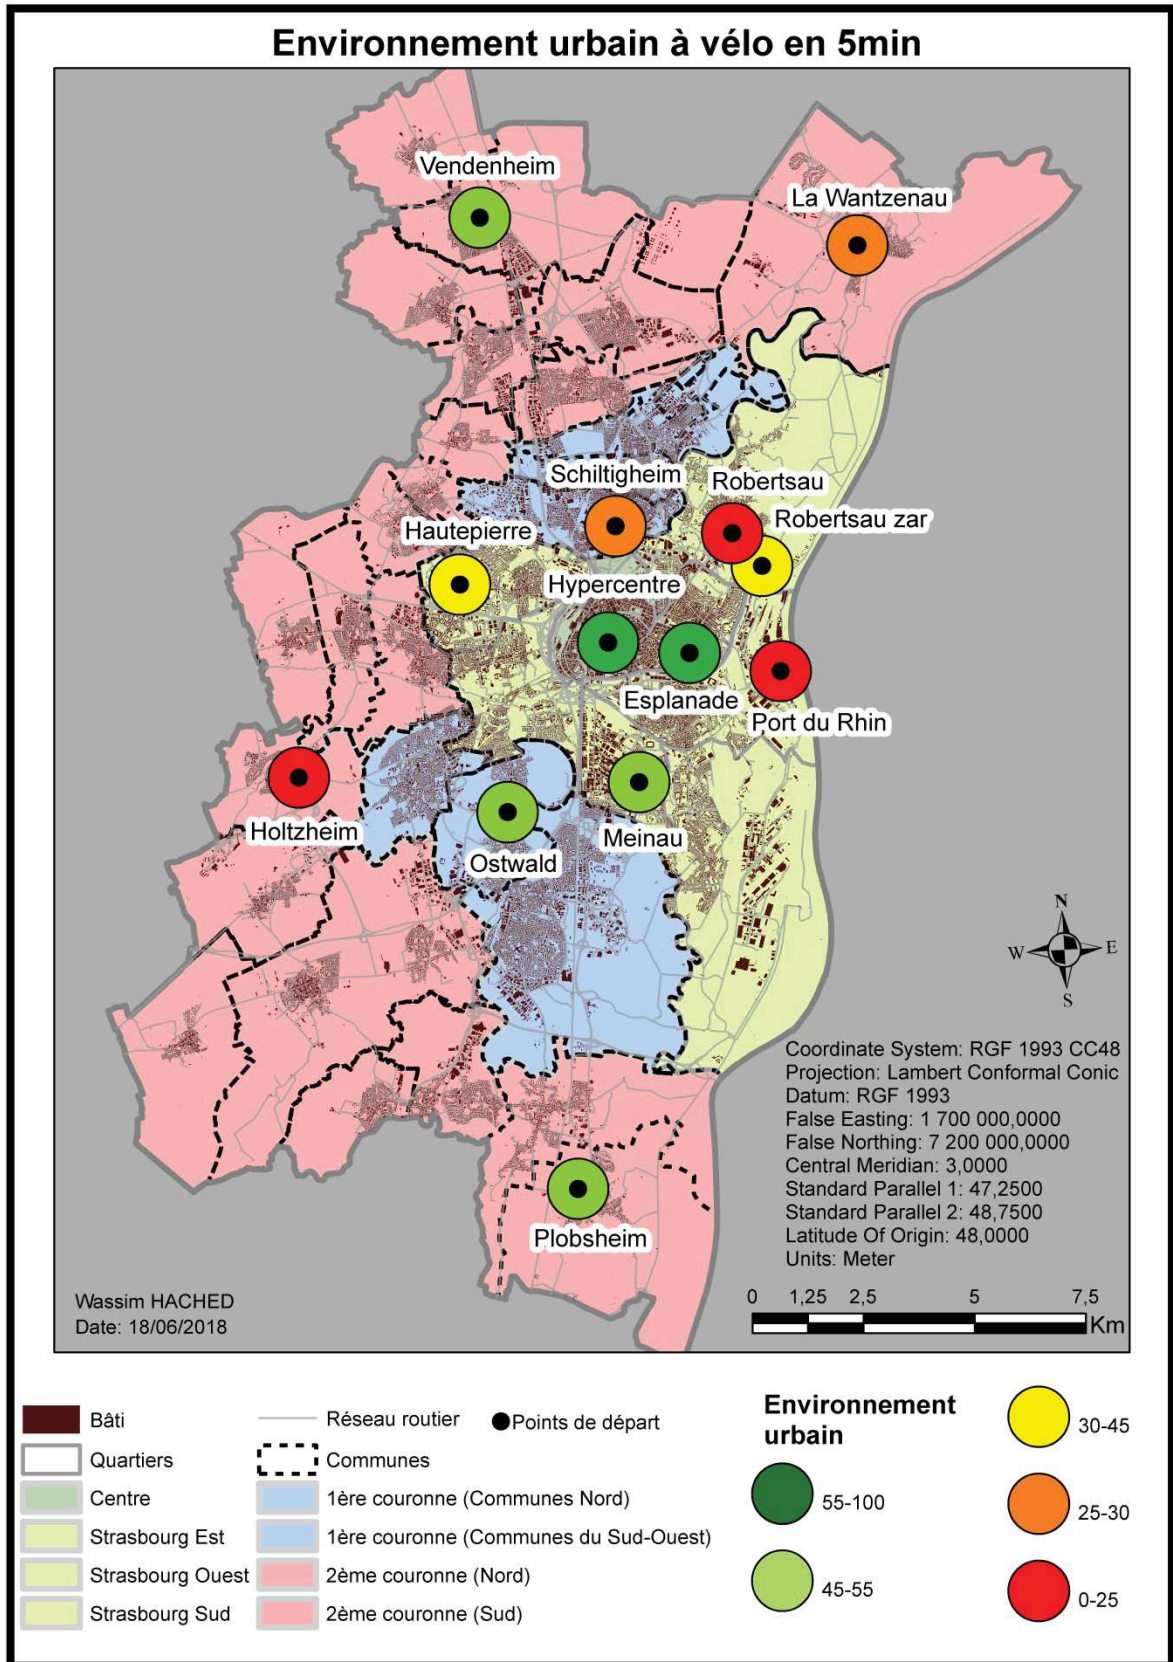 Environnement urbain à vélo en 5min
Vendenheim
La Wantzenau
Schiltigheim
Robertsau
Robertsau zar
Hautepierre
Hypercentre
Esplanade
Port du Rhin
Holtzheim
Ostwald
Meinau
Plobsheim
N
W E
S
Coordinate System: RGF 1993 CC48
Projection: Lambert Conformal Conic
Datum: RGF 1993
False Easting: 1 700 000,0000
False Northing: 7 200 000,0000
Central Meridian: 3,0000
Standard Parallel 1: 47,2500
Standard Parallel 2: 48,7500
Latitude Of Origin: 48,0000
Units: Meter
0 1,25 2,5 5 7,5
Km
Wassim HACHED
Date: 18/06/2018
Bâti
Quartiers
Centre
Strasbourg Est
Strasbourg Ouest
Strasbourg Sud
Réseau routier
Points de départ
Communes
1ère couronne (Communes Nord)
1ère couronne (Communes du Sud-Ouest)
2ème couronne (Nord)
2ème couronne (Sud)
Environnement
urbain
55-100
45-55
30-45
25-30
0-25